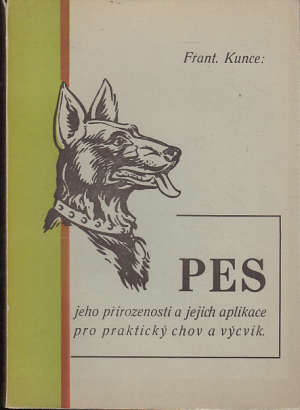 Frant. Kunce:
PES
jeho přirozenosti a jejich aplikace
pro praktický chov a výcvik.